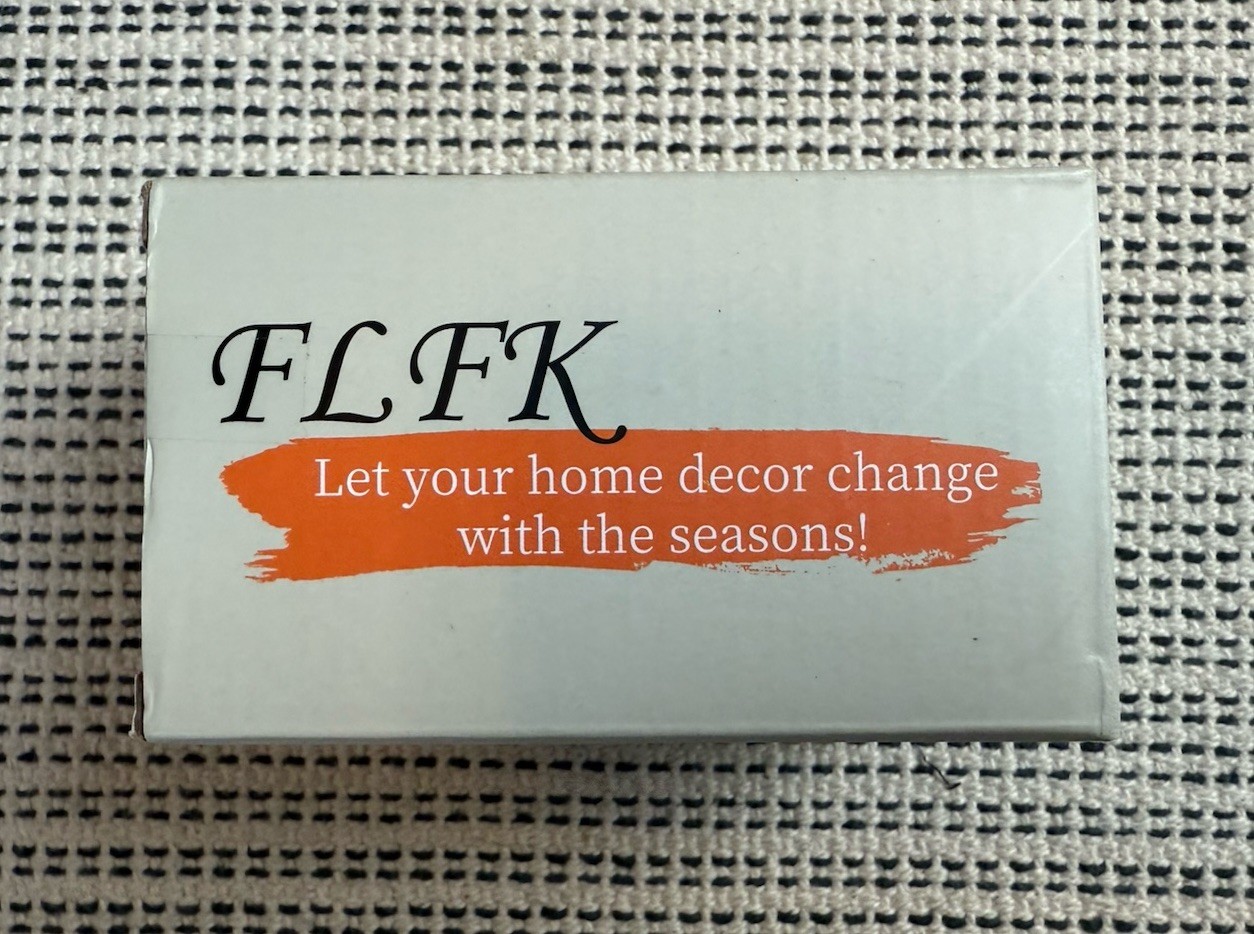 FLFK
Let your home decor change
with the seasons!